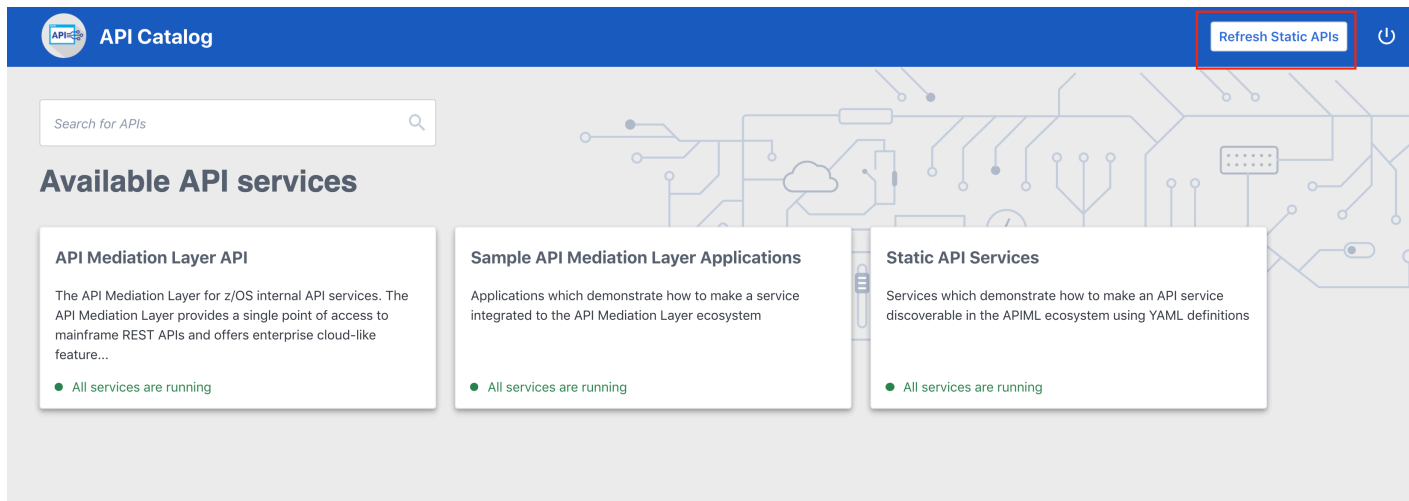 API
API Catalog
Refresh Static APIs
Search for APIs
Available API services
API Mediation Layer API
The API Mediation Layer for z/OS internal API services. The
API Mediation Layer provides a single point of access to
mainframe REST APIs and offers enterprise cloud-like
feature...
All services are running
Sample API Mediation Layer Applications
Applications which demonstrate how to make a service
integrated to the API Mediation Layer ecosystem
All services are running
Static API Services
Services which demonstrate how to make an API service
discoverable in the APIML ecosystem using YAML definitions
All services are running